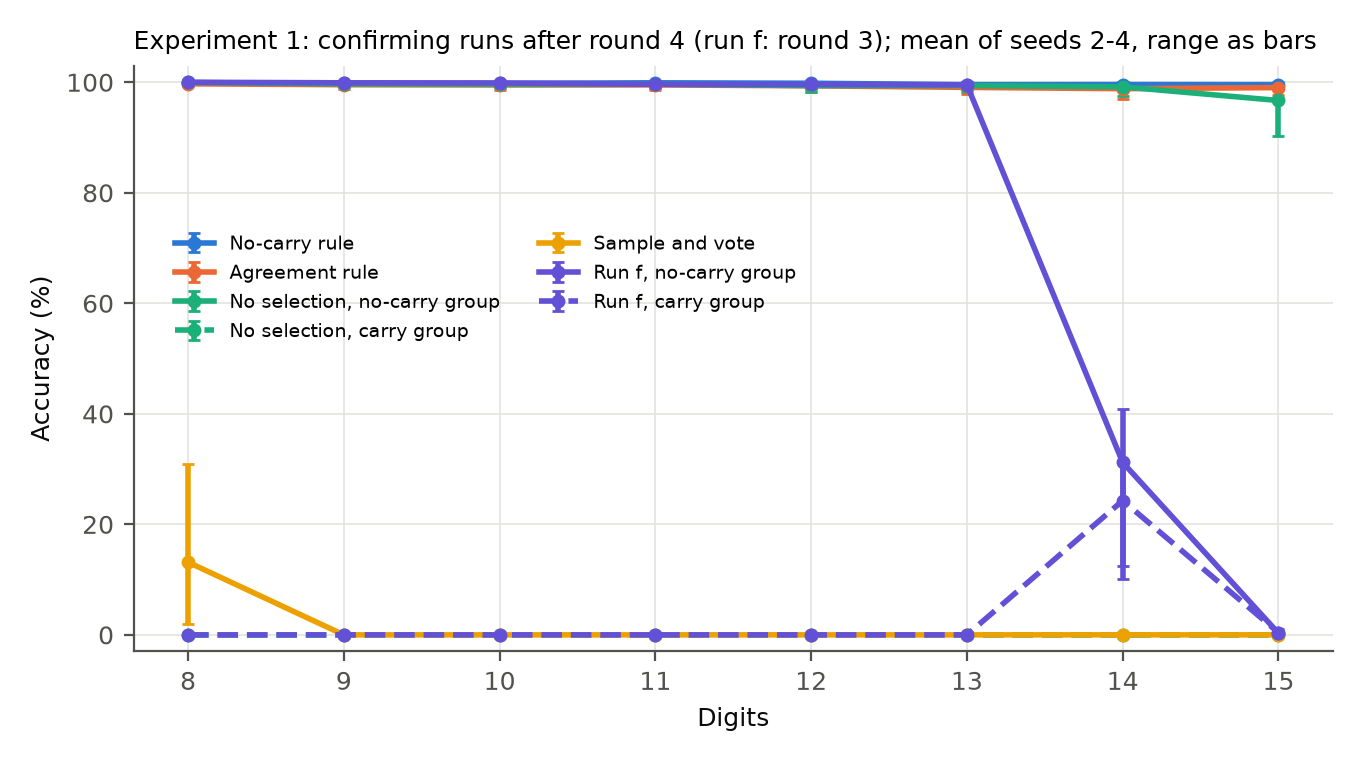 Experiment 1: confirming runs after round 4 (run f: round 3); mean of seeds 2-4, range as bars
Accuracy (%)
100
80
60
40
20
0
No-carry rule
Agreement rule
No selection, no-carry group
No selection, carry group
Sample and vote
Run f, no-carry group
Run f, carry group
8 9 10 11 12 13 14 15
Digits